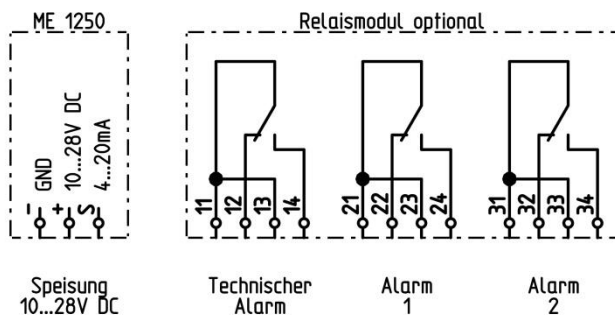 ME 1250
Relaismodul optional
GND
10...28V DC
4...20mA
- + S
11 12 13 14
21 22 23 24
31 32 33 34
Speisung
10...28V DC
Technischer
Alarm
Alarm
1
Alarm
2